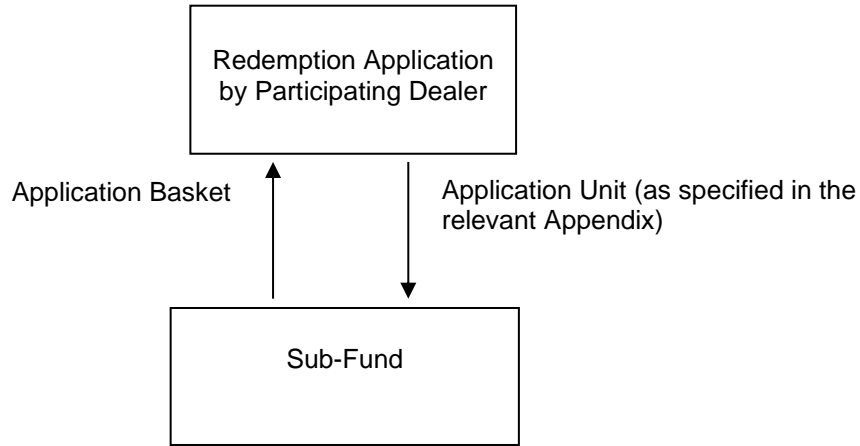 Redemption Application
by Participating Dealer
Application Basket
Application Unit (as specified in the
relevant Appendix)
Sub-Fund